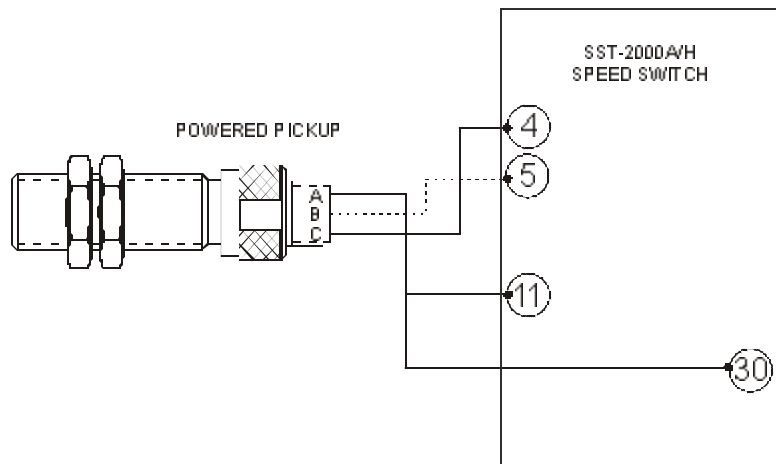 SST-2000A/H
SPEED SWITCH
POWERED PICKUP
4
5
A
B
C
11
30